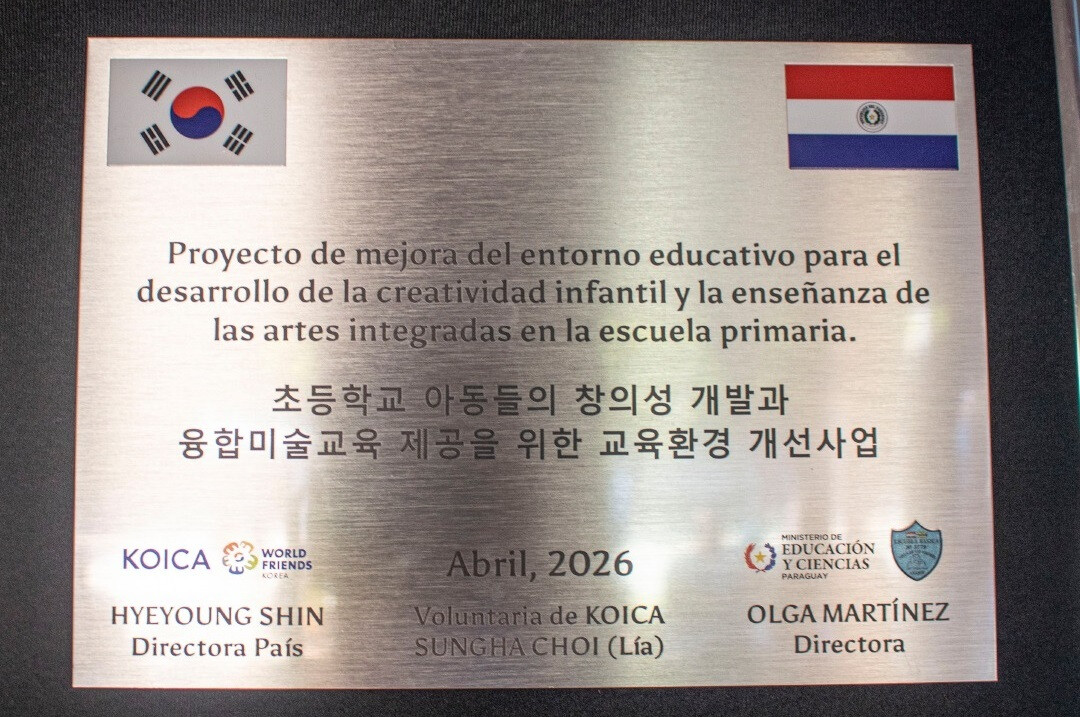 Proyecto de mejora del entorno educativo para el
desarrollo de la creatividad infantil y la enseñanza de
las artes integradas en la escuela primaria.
초등학교 아동들의 창의성 개발과
융합미술교육 제공을 위한 교육환경 개선사업
KOICA
WORLD
FRIENDS
KOREA
Abril, 2026
MINISTERIO DE
EDUCACIÓN
Y CIENCIAS
PARAGUAY
HYEYOUNG SHIN
Directora País
Voluntaria de KOICA
SUNGHA CHOI (Lía)
OLGA MARTÍNEZ
Directora